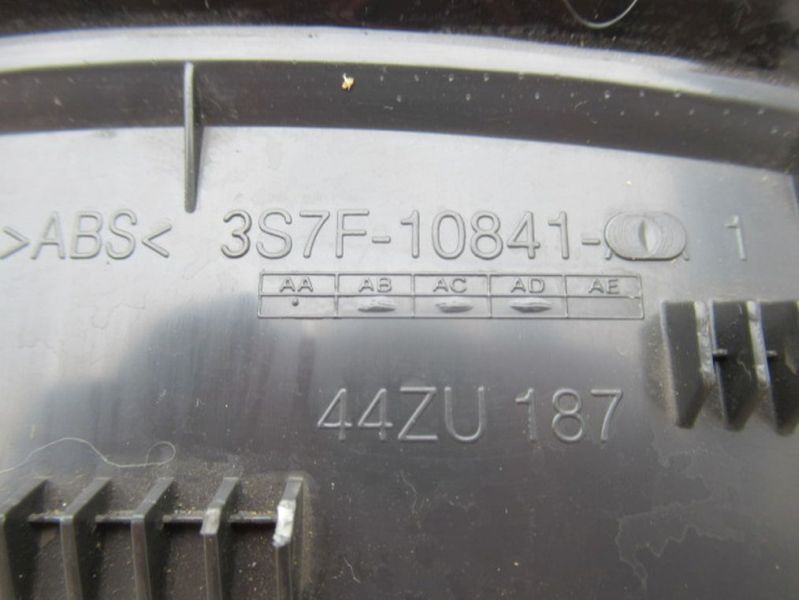 >ABS< 3S7F-10841- 1
AA AB AC AD AE
44ZU 187